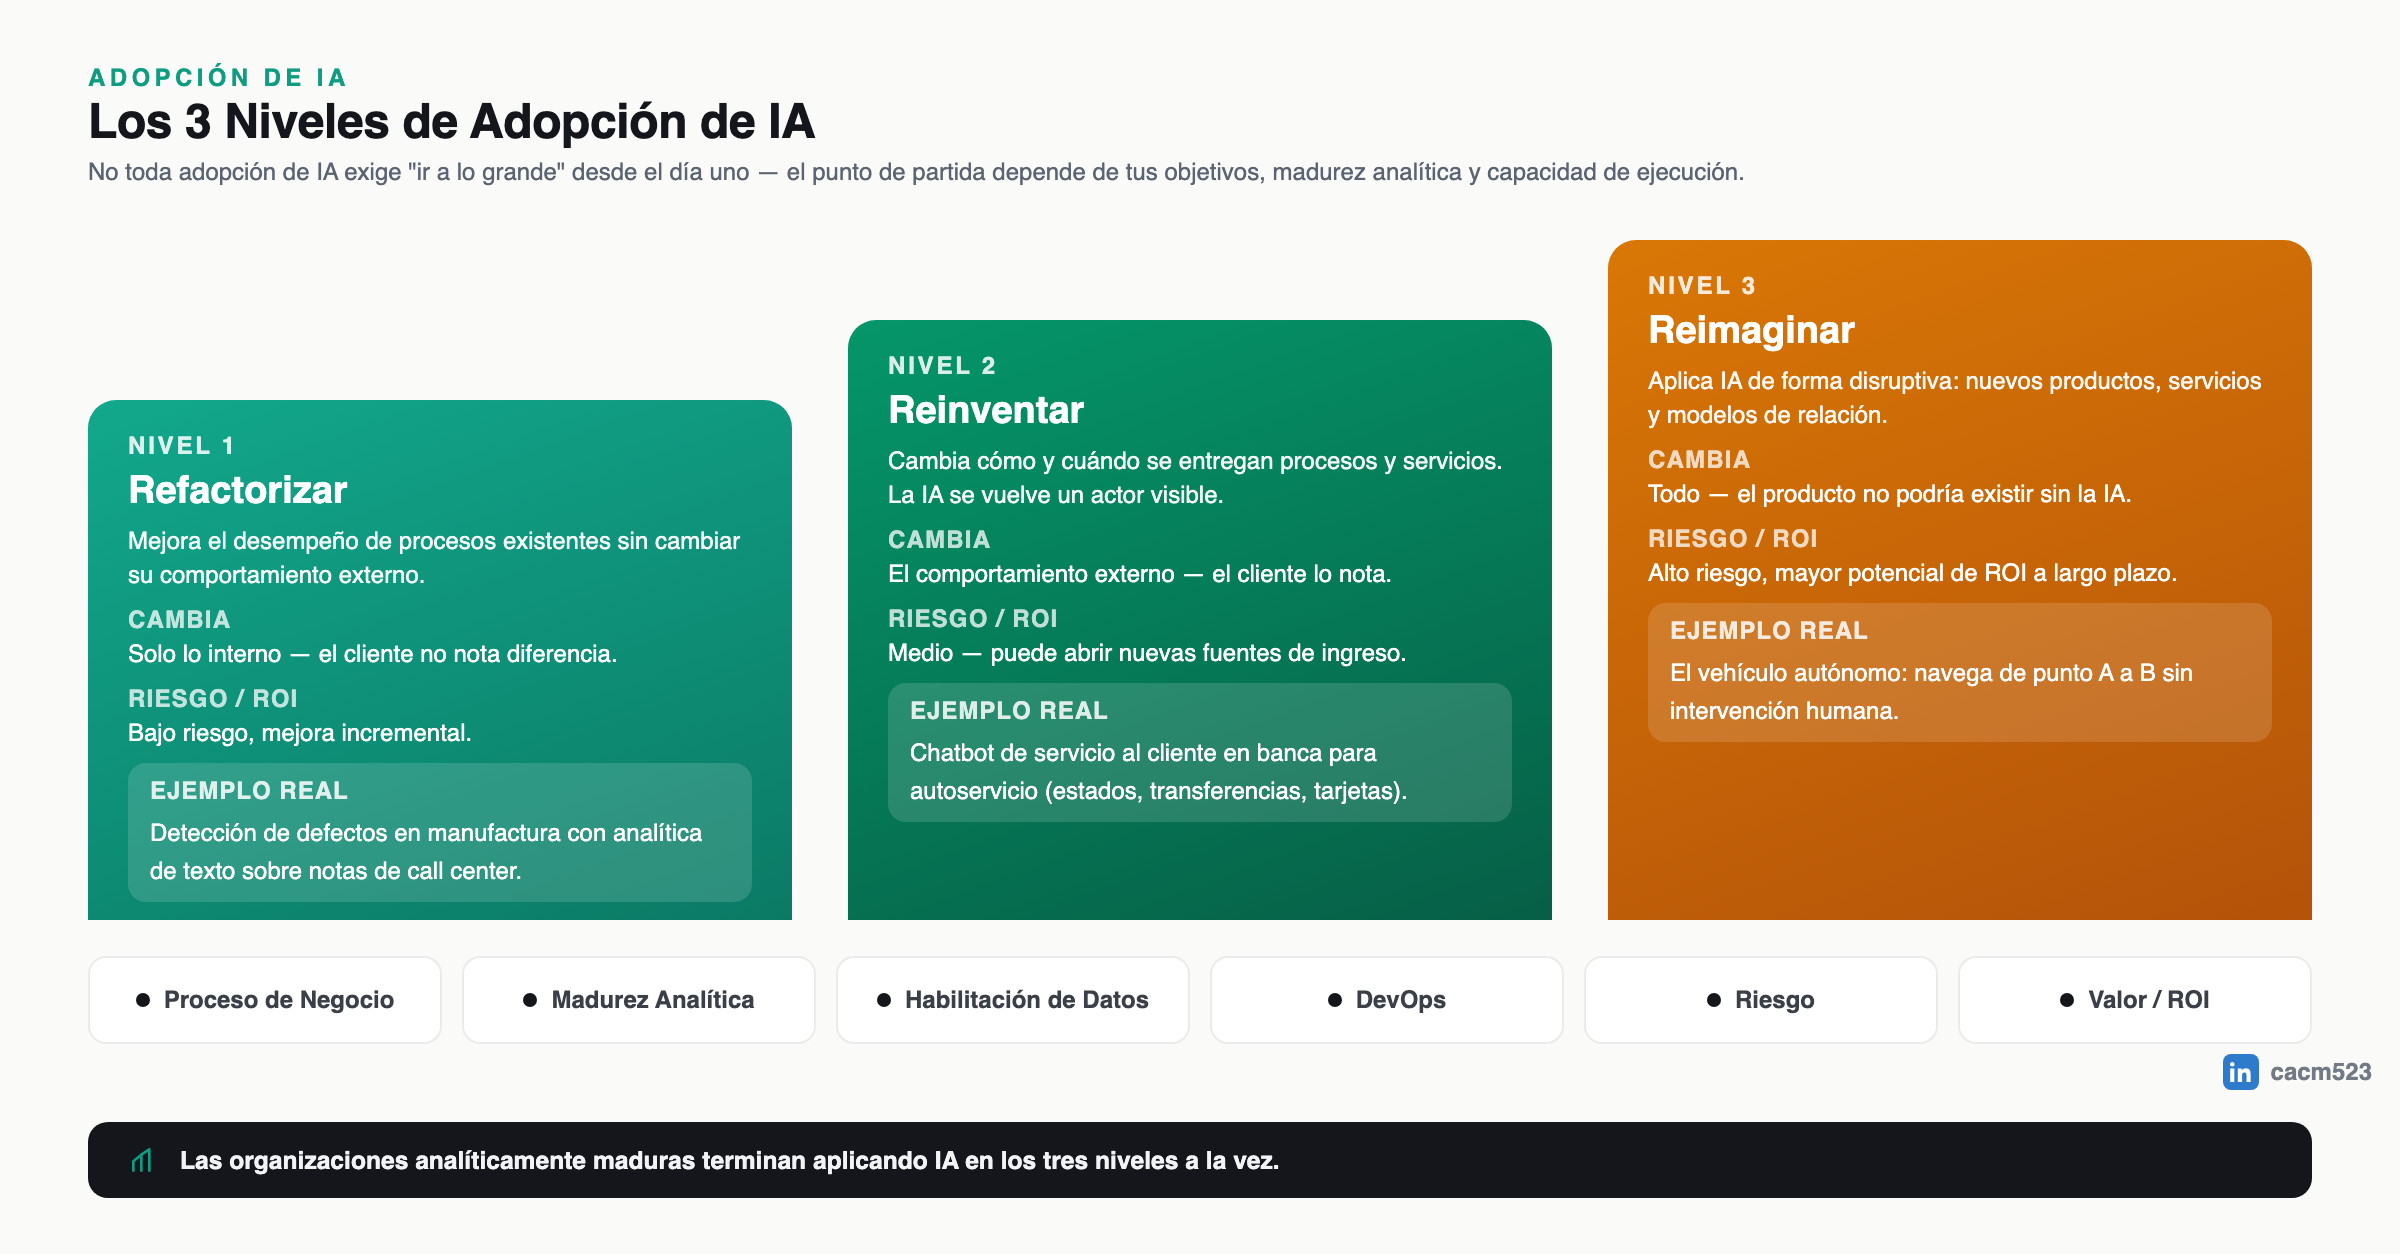 ADOPCIÓN DE IA
Los 3 Niveles de Adopción de IA
No toda adopción de IA exige "ir a lo grande" desde el día uno — el punto de partida depende de tus objetivos, madurez analítica y capacidad de ejecución.
NIVEL 1
Refactorizar
Mejora el desempeño de procesos existentes sin cambiar
su comportamiento externo.
CAMBIA
Solo lo interno — el cliente no nota diferencia.
RIESGO / ROI
Bajo riesgo, mejora incremental.
EJEMPLO REAL
Detección de defectos en manufactura con analítica
de texto sobre notas de call center.
NIVEL 2
Reinventar
Cambia cómo y cuándo se entregan procesos y servicios.
La IA se vuelve un actor visible.
CAMBIA
El comportamiento externo — el cliente lo nota.
RIESGO / ROI
Medio — puede abrir nuevas fuentes de ingreso.
EJEMPLO REAL
Chatbot de servicio al cliente en banca para
autoservicio (estados, transferencias, tarjetas).
NIVEL 3
Reimaginar
Aplica IA de forma disruptiva: nuevos productos, servicios
y modelos de relación.
CAMBIA
Todo — el producto no podría existir sin la IA.
RIESGO / ROI
Alto riesgo, mayor potencial de ROI a largo plazo.
EJEMPLO REAL
El vehículo autónomo: navega de punto A a B sin
intervención humana.
Proceso de Negocio
Madurez Analítica
Habilitación de Datos
DevOps
Riesgo
Valor / ROI
in cacm523
Las organizaciones analíticamente maduras terminan aplicando IA en los tres niveles a la vez.